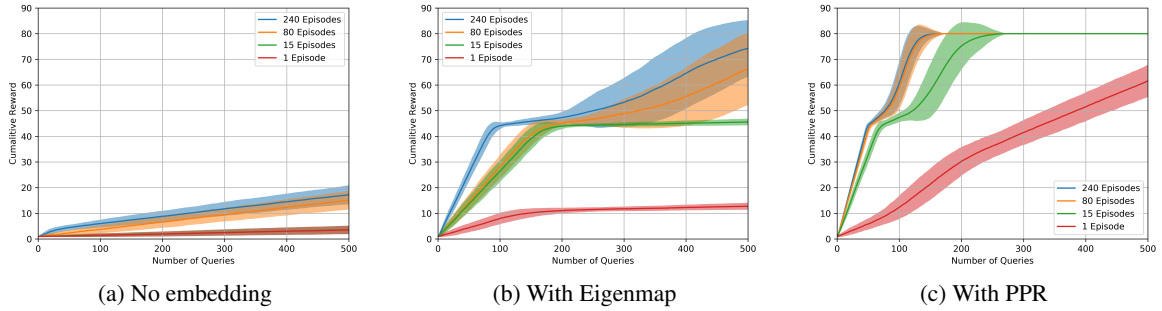 90
80
70
60
50
40
30
20
10
0
Cumalitive Reward
240 Episodes
80 Episodes
15 Episodes
1 Episode
0 100 200 300 400 500
Number of Queries
(a) No embedding
90
80
70
60
50
40
30
20
10
0
Cumalitive Reward
240 Episodes
80 Episodes
15 Episodes
1 Episode
0 100 200 300 400 500
Number of Queries
(b) With Eigenmap
90
80
70
60
50
40
30
20
10
0
Cumalitive Reward
240 Episodes
80 Episodes
15 Episodes
1 Episode
0 100 200 300 400 500
Number of Queries
(c) With PPR